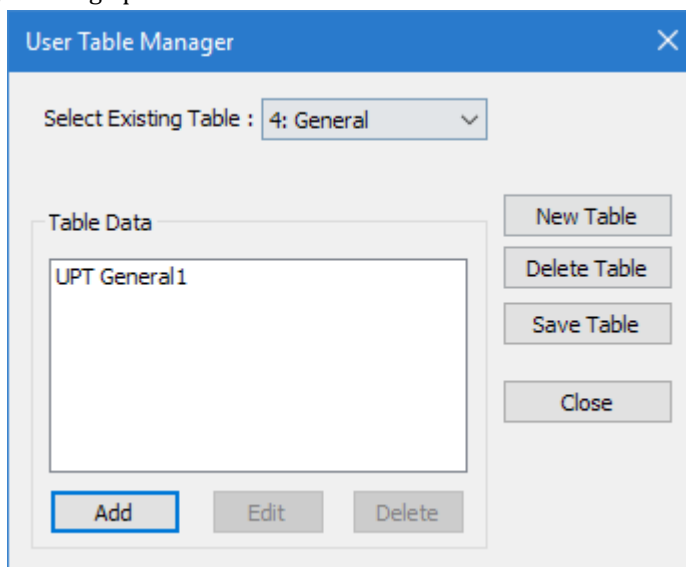 User Table Manager
Select Existing Table : 4: General
Table Data
UPT General1
Add Edit Delete
New Table
Delete Table
Save Table
Close